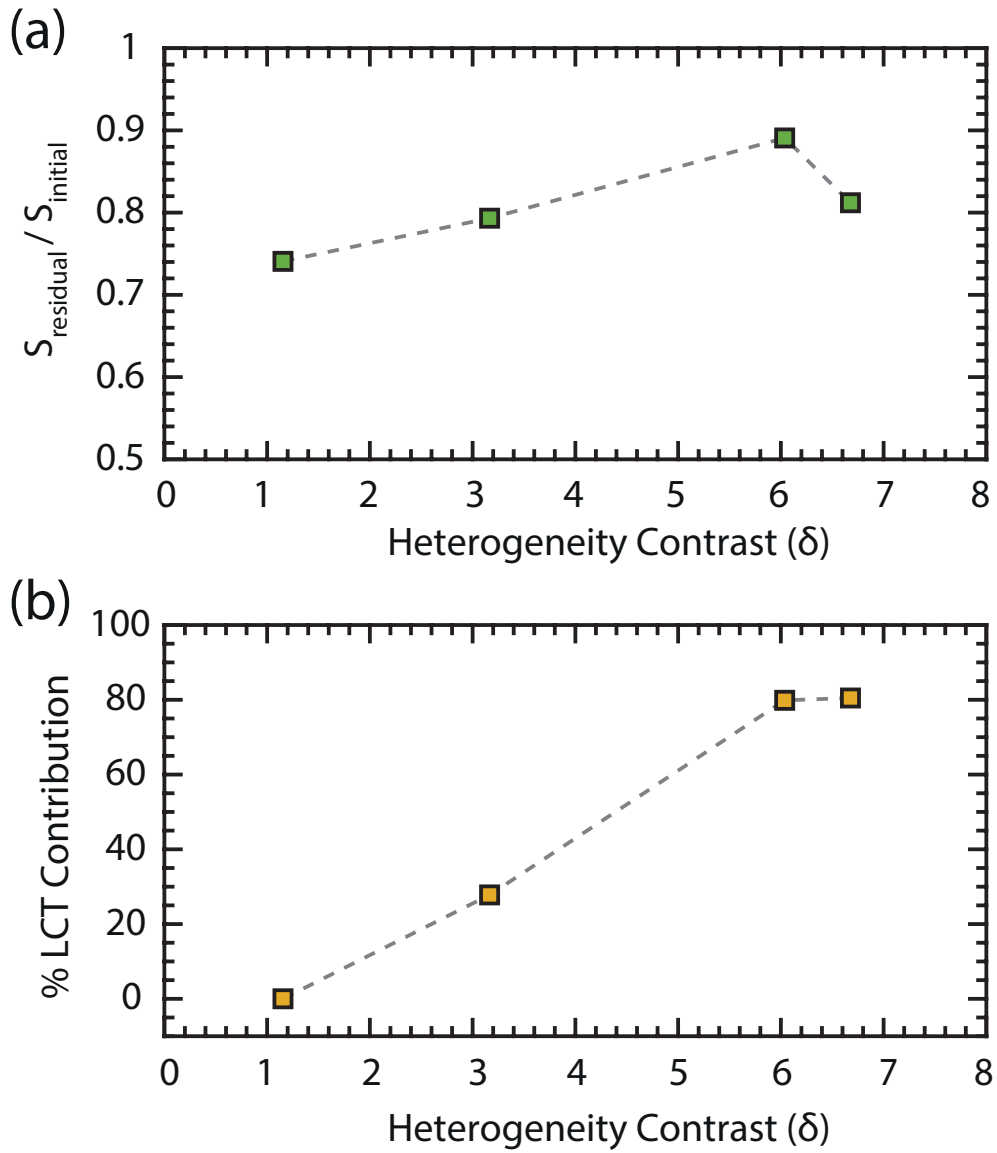 (a)
1
0.9
0.8
0.7
0.6
0.5
S_residual / S_initial
0 1 2 3 4 5 6 7 8
Heterogeneity Contrast (δ)
(b)
100
80
60
40
20
0
% LCT Contribution
0 1 2 3 4 5 6 7 8
Heterogeneity Contrast (δ)